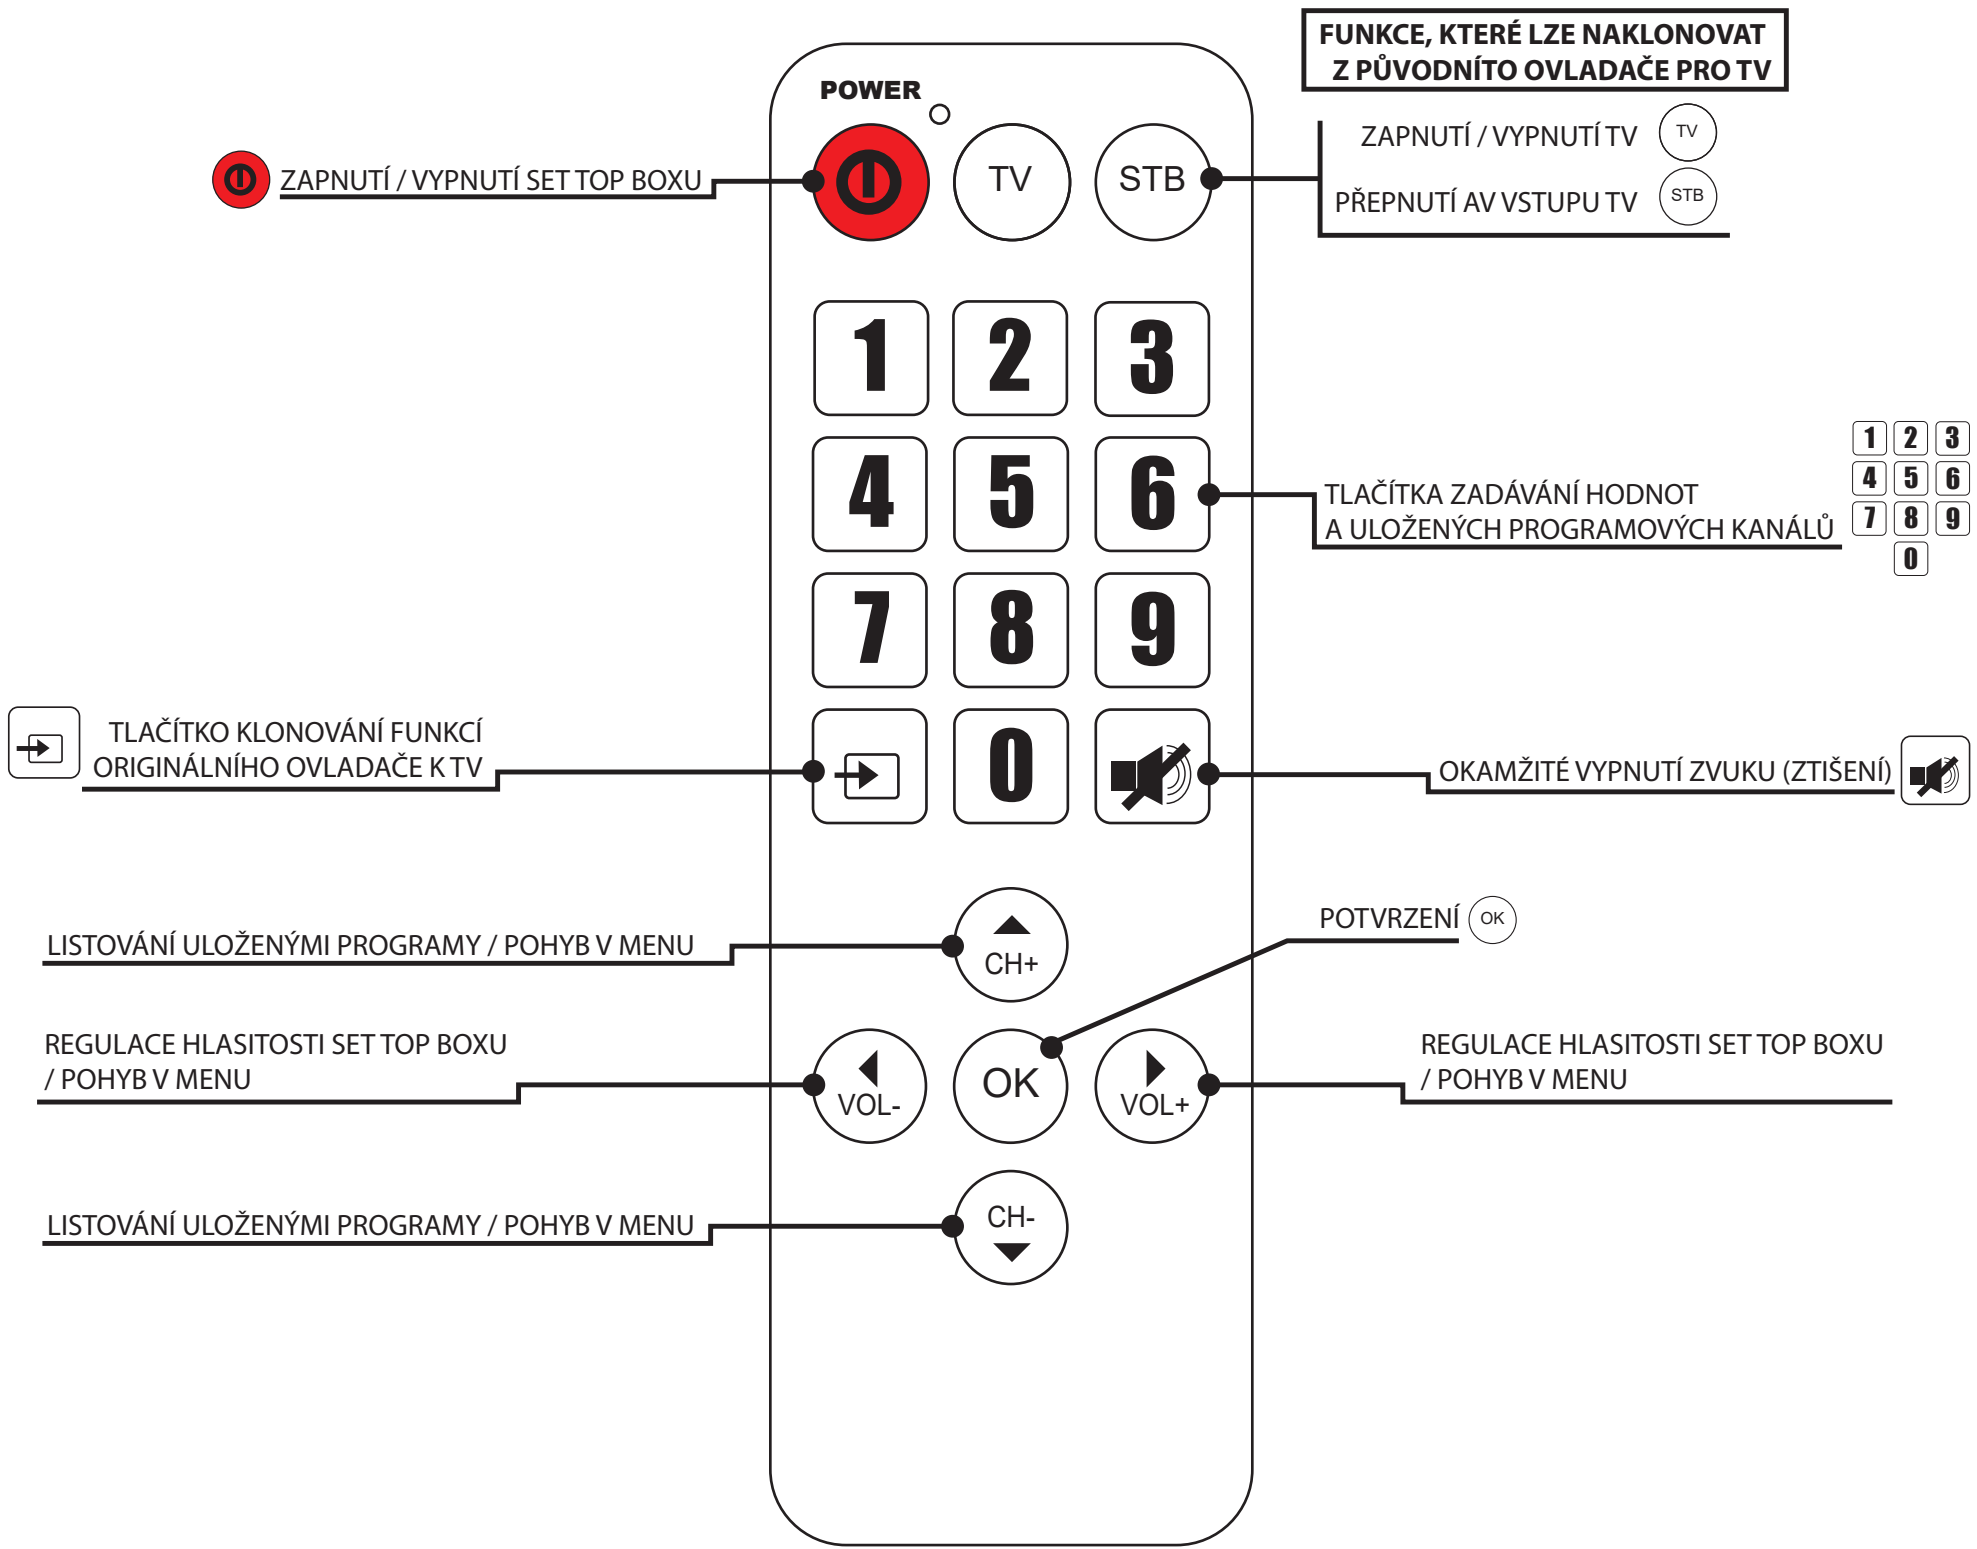 FUNKCE, KTERÉ LZE NAKLONOVAT
Z PŮVODNÍTO OVLADAČE PRO TV
POWER
ZAPNUTÍ / VYPNUTÍ TV TV
ZAPNUTÍ / VYPNUTÍ SET TOP BOXU
TV STB
PŘEPNUTÍ AV VSTUPU TV STB
1 2 3
4 5 6
7 8 9
0
TLAČÍTKA ZADÁVÁNÍ HODNOT
A ULOŽENÝCH PROGRAMOVÝCH KANÁLŮ
1 2 3
4 5 6
7 8 9
0
TLAČÍTKO KLONOVÁNÍ FUNKCÍ
ORIGINÁLNÍHO OVLADAČE K TV
OKAMŽITÉ VYPNUTÍ ZVUKU (ZTIŠENÍ)
POTVRZENÍ OK
LISTOVÁNÍ ULOŽENÝMI PROGRAMY / POHYB V MENU
CH+
REGULACE HLASITOSTI SET TOP BOXU
/ POHYB V MENU
VOL- OK VOL+
REGULACE HLASITOSTI SET TOP BOXU
/ POHYB V MENU
LISTOVÁNÍ ULOŽENÝMI PROGRAMY / POHYB V MENU
CH-